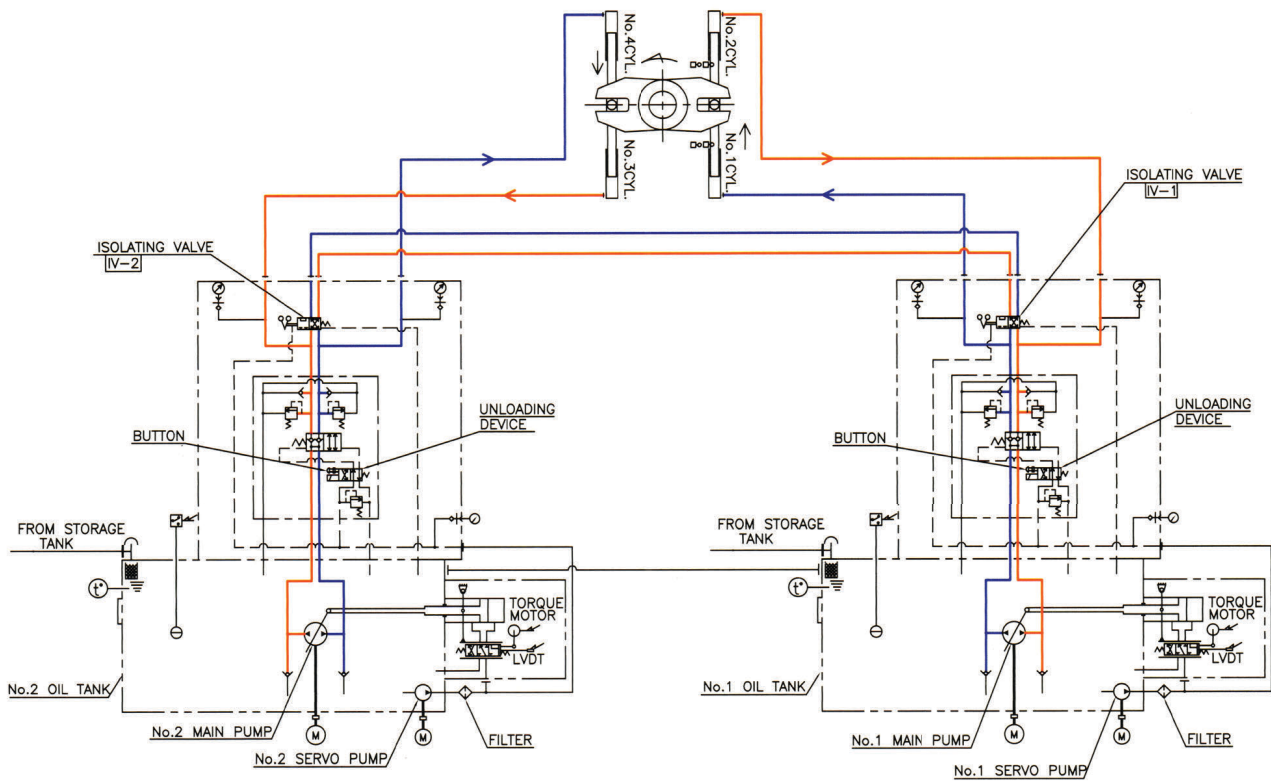 No.4CYL.
No.2CYL.
No.3CYL.
No.1CYL.
ISOLATING VALVE
IV-1
ISOLATING VALVE
IV-2
UNLOADING
DEVICE
BUTTON
UNLOADING
DEVICE
BUTTON
FROM STORAGE
TANK
FROM STORAGE
TANK
t°
t°
TORQUE
MOTOR
LVDT
TORQUE
MOTOR
LVDT
No.2 OIL TANK
No.1 OIL TANK
No.2 MAIN PUMP
M
M
FILTER
No.2 SERVO PUMP
No.1 MAIN PUMP
M
M
FILTER
No.1 SERVO PUMP